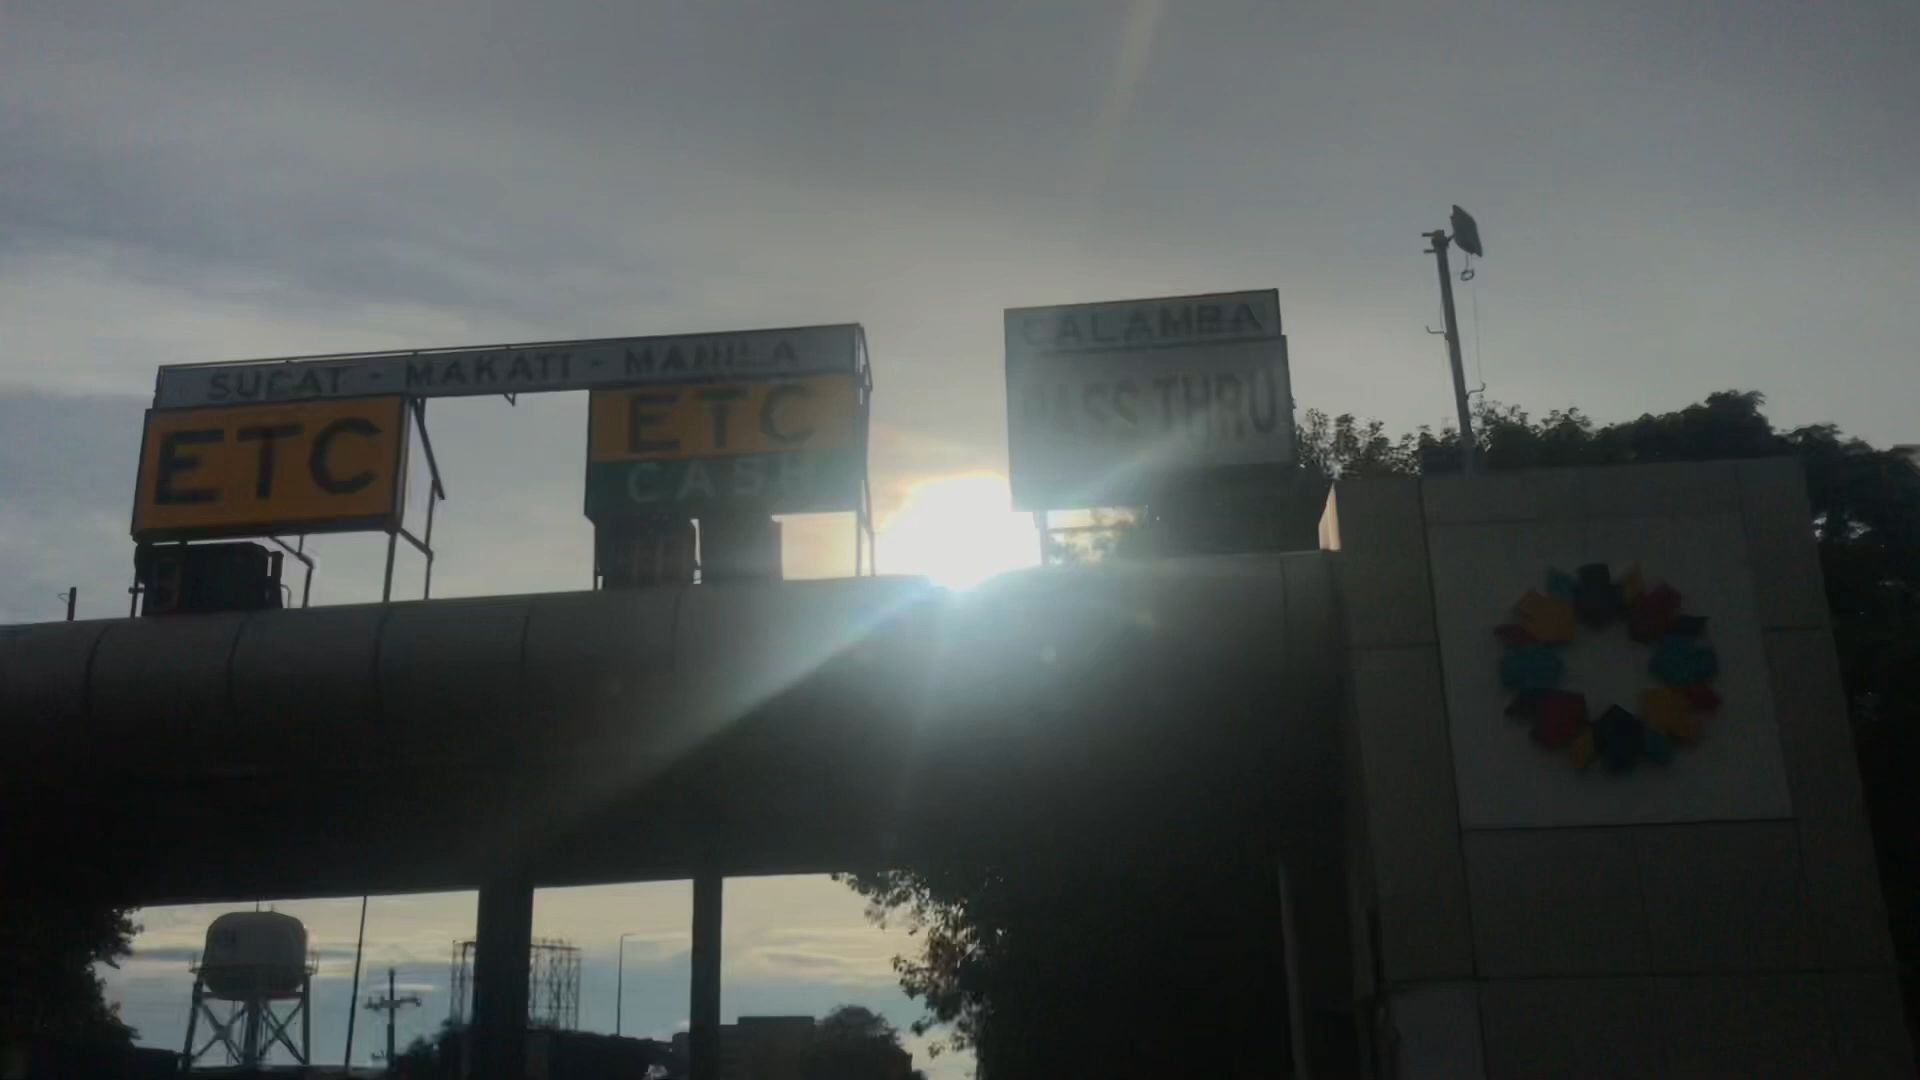 SUCAT - MAKATI - MANILA
ETC
ETC
CASH
CALAMBA
PASS THRU